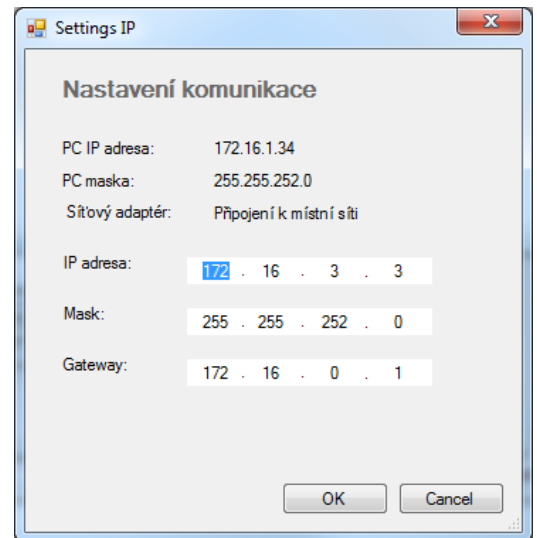 Settings IP
Nastavení komunikace
PC IP adresa: 172.16.1.34
PC maska: 255.255.252.0
Síťový adaptér: Připojení k místní síti
IP adresa: 172 . 16 . 3 . 3
Mask: 255 . 255 . 252 . 0
Gateway: 172 . 16 . 0 . 1
OK Cancel